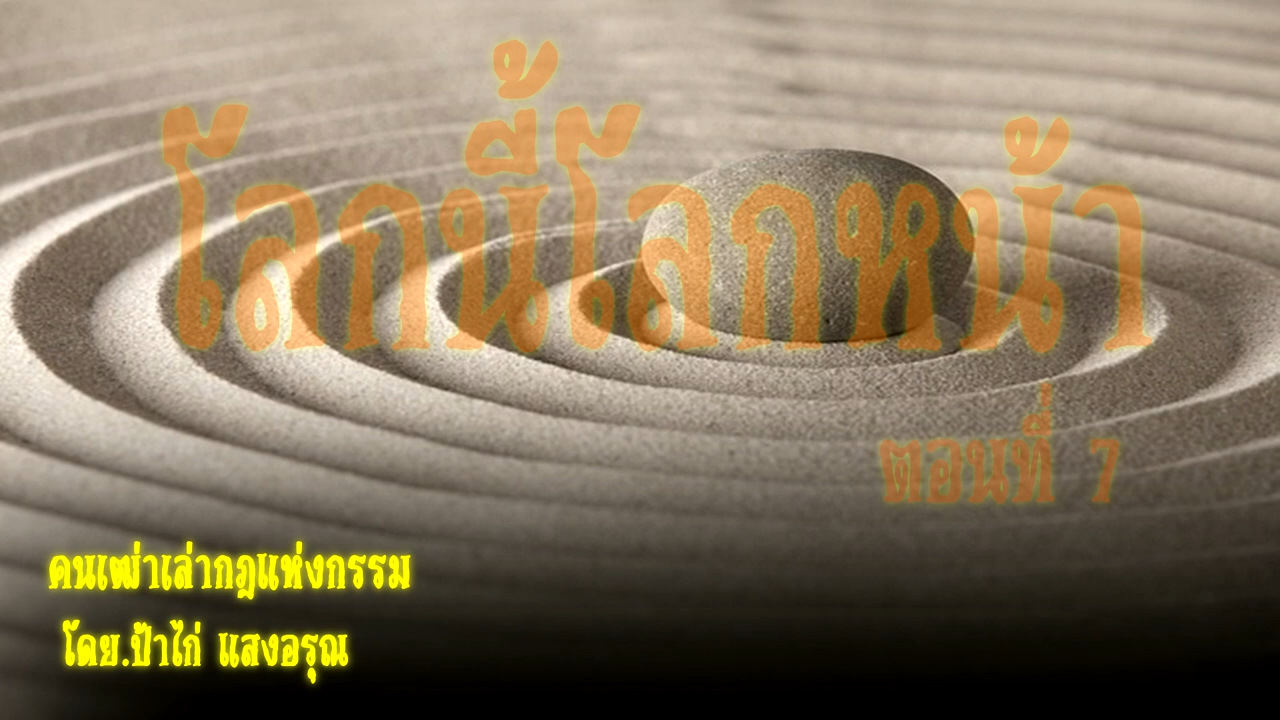 โลกนี้โลกหน้า
ตอนที่ 7
คนเฒ่าเล่ากฎแห่งกรรม
โดย.ป้าไก่ แสงอรุณ